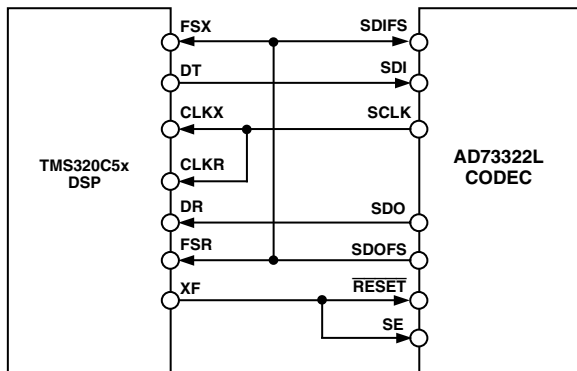 FSX
SDIFS
DT
SDI
CLKX
SCLK
TMS320C5x
DSP
CLKR
AD73322L
CODEC
DR
SDO
FSR
SDOFS
XF
RESET
SE